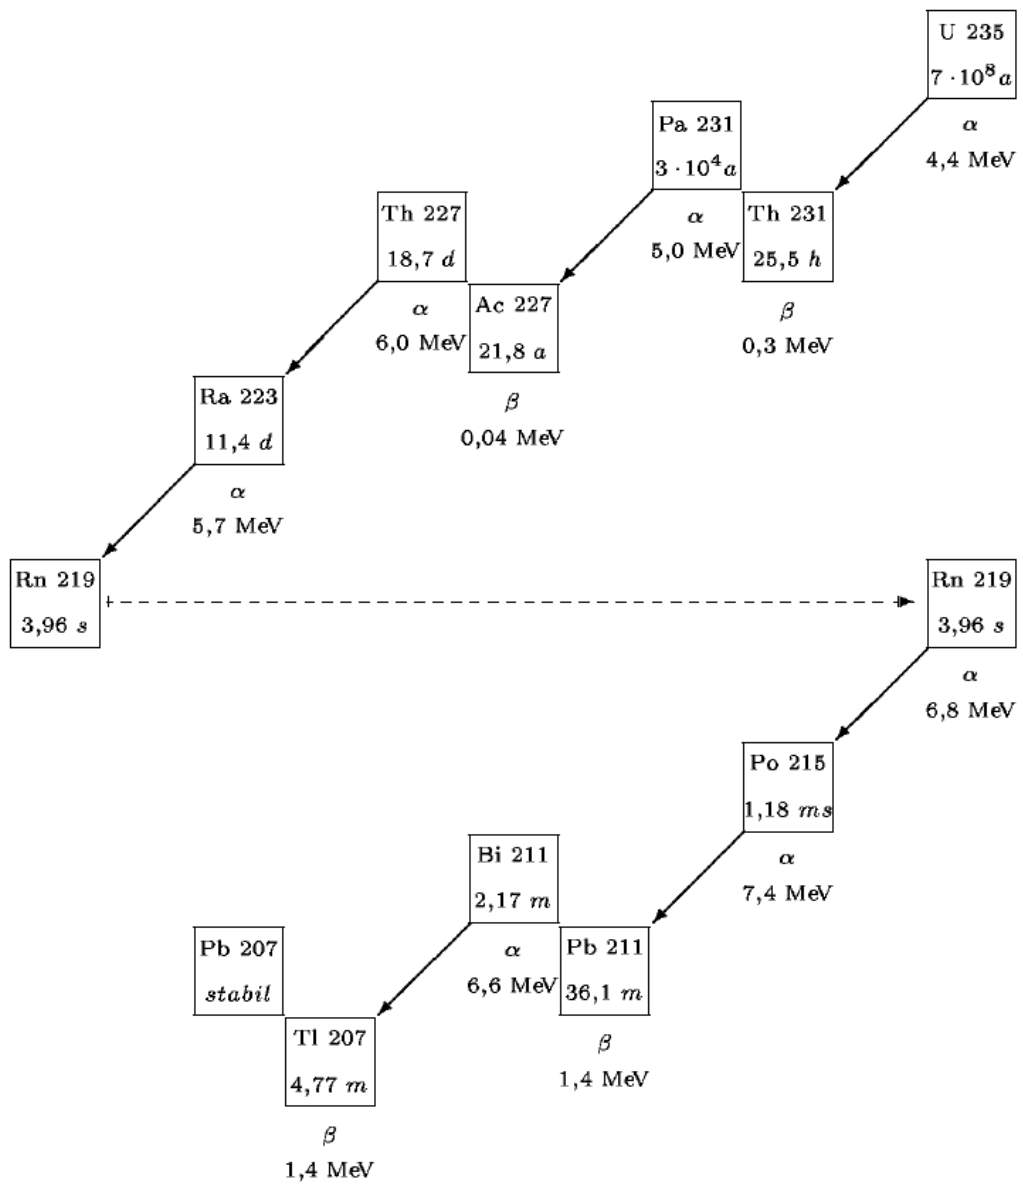 U 235
7 · 10⁸ a
α
4,4 MeV
Pa 231
3 · 10⁴ a
α
5,0 MeV
Th 231
25,5 h
β
0,3 MeV
Th 227
18,7 d
α
6,0 MeV
Ac 227
21,8 a
β
0,04 MeV
Ra 223
11,4 d
α
5,7 MeV
Rn 219
3,96 s
Rn 219
3,96 s
α
6,8 MeV
Po 215
1,18 ms
α
7,4 MeV
Bi 211
2,17 m
α
6,6 MeV
Pb 211
36,1 m
β
1,4 MeV
Pb 207
stabil
Tl 207
4,77 m
β
1,4 MeV